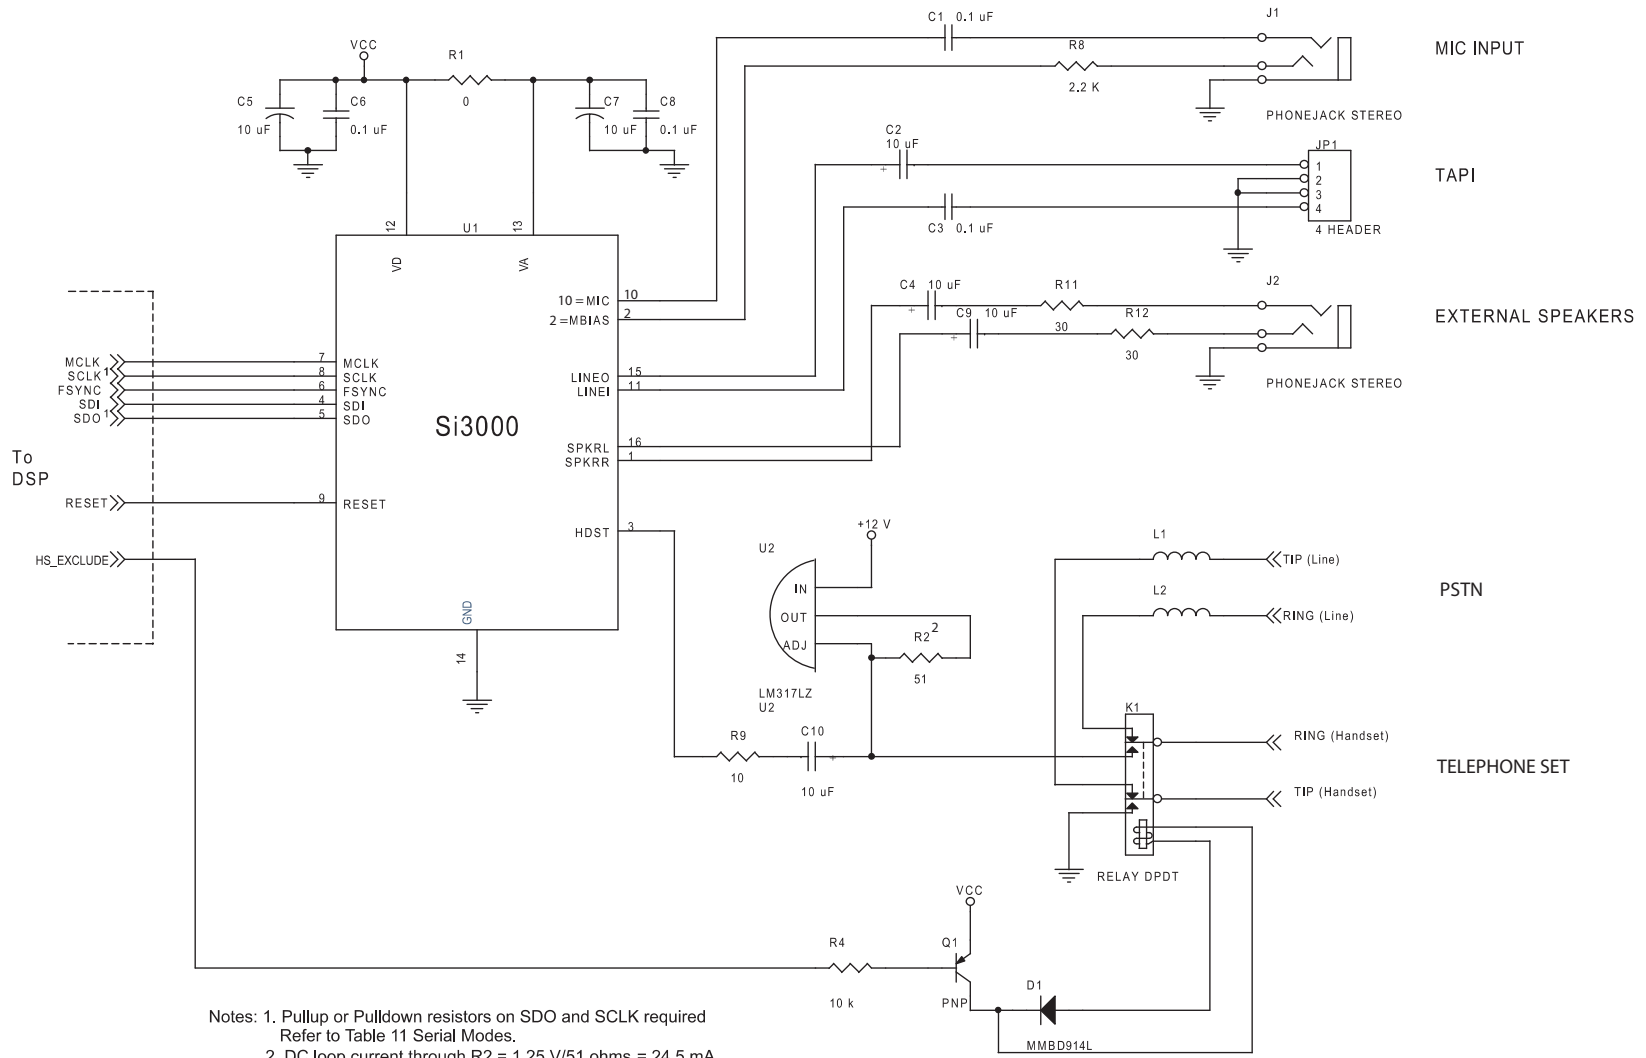 C1 0.1 uF
J1
MIC INPUT
VCC
R1
R8
C5
C6
0
C7
C8
2.2 K
10 uF
0.1 uF
10 uF
0.1 uF
PHONEJACK STEREO
C2
10 uF
+
JP1
1
2
3
4
TAPI
C3 0.1 uF
4 HEADER
12
U1
13
VD
VA
C4 10 uF
R11
J2
+
C9 10 uF
R12
EXTERNAL SPEAKERS
+
30
30
PHONEJACK STEREO
10=MIC 10
2=MBIAS 2
MCLK 7 MCLK
SCLK 1 8 SCLK
FSYNC 6 FSYNC
SDI 4 SDI
SDO 1 5 SDO
LINEO 15
LINEI 11
Si3000
SPKRL 16
SPKRR 1
To
DSP
RESET 9 RESET
HDST 3
HS_EXCLUDE
+12 V
U2
IN
OUT
ADJ
R2 2
51
LM317LZ
U2
L1
TIP (Line)
L2
RING (Line)
PSTN
GND
14
K1
R9
C10
+
10
10 uF
RING (Handset)
TELEPHONE SET
TIP (Handset)
RELAY DPDT
VCC
R4
Q1
10 k
PNP
D1
MMBD914L
Notes: 1. Pullup or Pulldown resistors on SDO and SCLK required
Refer to Table 11 Serial Modes.
2. DC loop current through R2 = 1.25 V/51 ohms = 24.5 mA